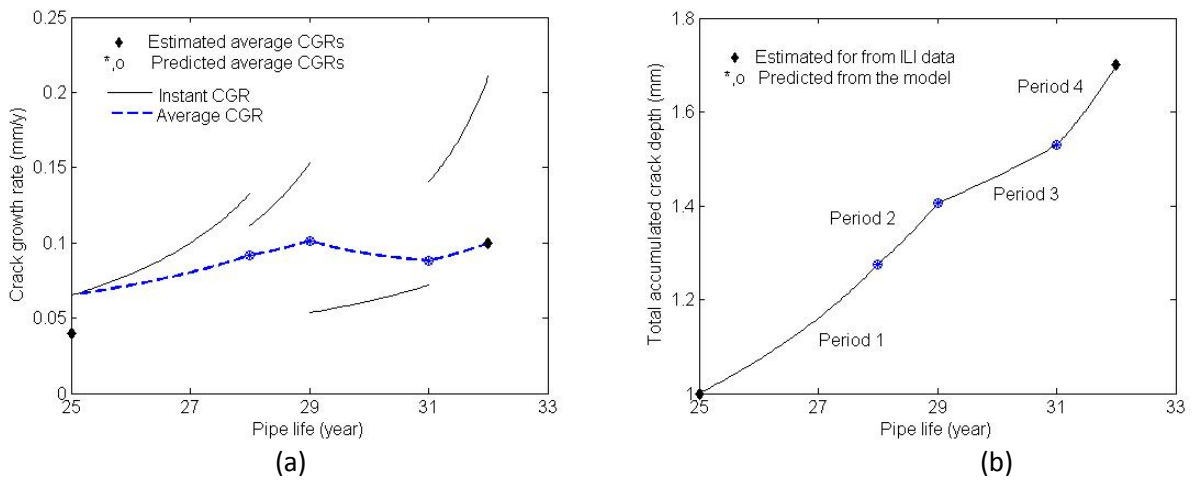 0.25
0.2
0.15
0.1
0.05
0
Crack growth rate (mm/y)
Estimated average CGRs
*,o Predicted average CGRs
Instant CGR
Average CGR
25 27 29 31 33
Pipe life (year)
(a)
1.8
1.6
1.4
1.2
1
Total accumulated crack depth (mm)
Estimated for from ILI data
*,o Predicted from the model
Period 4
Period 3
Period 2
Period 1
25 27 29 31 33
Pipe life (year)
(b)